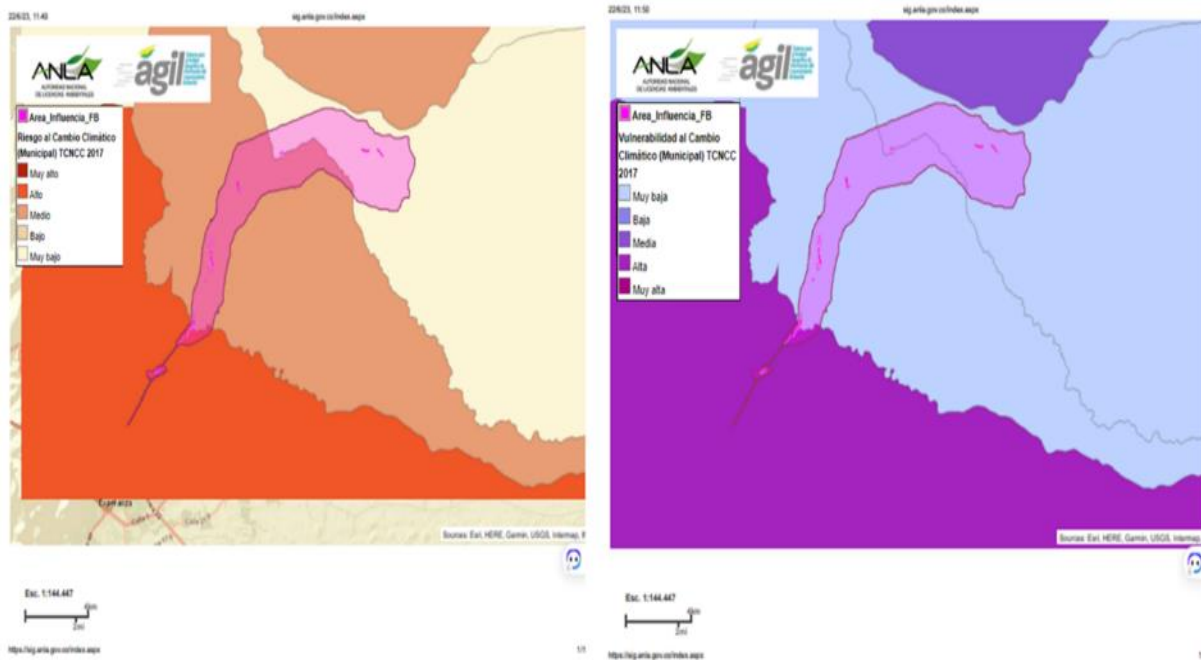 22/6/23, 11:49
sig.anla.gov.co/index.aspx
ANLA
AUTORIDAD NACIONAL
DE LICENCIAS AMBIENTALES
ágil
Area_Influencia_FB
Riesgo al Cambio Climático
(Municipal) TCNCC 2017
Muy alto
Alto
Medio
Bajo
Muy bajo
Sources: Esri, HERE, Garmin, USGS, Intermap,
Esc. 1:144.447
4km
2mi
https://sig.anla.gov.co/index.aspx
22/6/23, 11:50
sig.anla.gov.co/index.aspx
ANLA
AUTORIDAD NACIONAL
DE LICENCIAS AMBIENTALES
ágil
Area_Influencia_FB
Vulnerabilidad al Cambio
Climático (Municipal) TCNCC
2017
Muy baja
Baja
Media
Alta
Muy alta
Sources: Esri, HERE, Garmin, USGS, Intermap,
Esc. 1:144.447
4km
2mi
https://sig.anla.gov.co/index.aspx